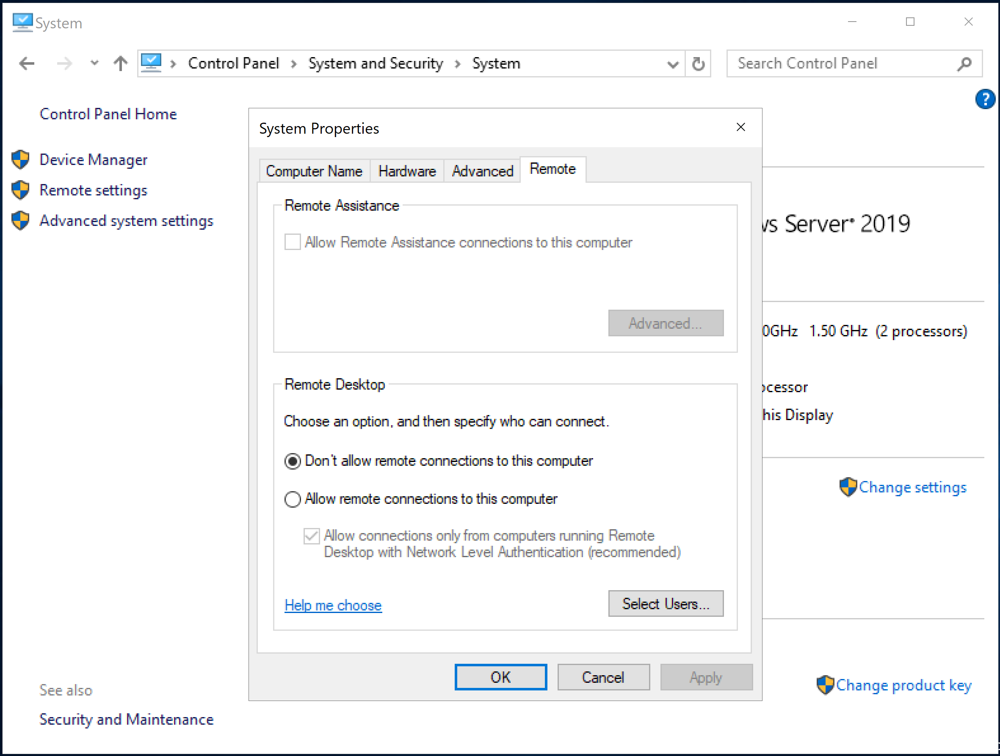 System
Control Panel > System and Security > System
Search Control Panel
?
Control Panel Home
Device Manager
Remote settings
Advanced system settings
See also
Security and Maintenance
System Properties
Computer Name Hardware Advanced Remote
Remote Assistance
Allow Remote Assistance connections to this computer
Advanced...
Remote Desktop
Choose an option, and then specify who can connect.
Don't allow remote connections to this computer
Allow remote connections to this computer
Allow connections only from computers running Remote
Desktop with Network Level Authentication (recommended)
Help me choose
Select Users...
OK Cancel Apply
ws Server® 2019
0GHz 1.50 GHz (2 processors)
ocessor
his Display
Change settings
Change product key